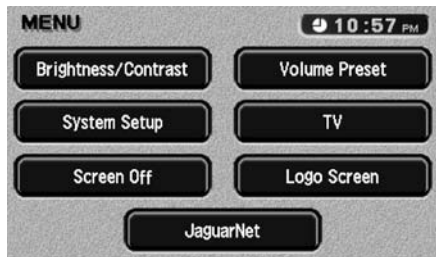 MENU 10:57 PM
Brightness/Contrast Volume Preset
System Setup TV
Screen Off Logo Screen
JaguarNet